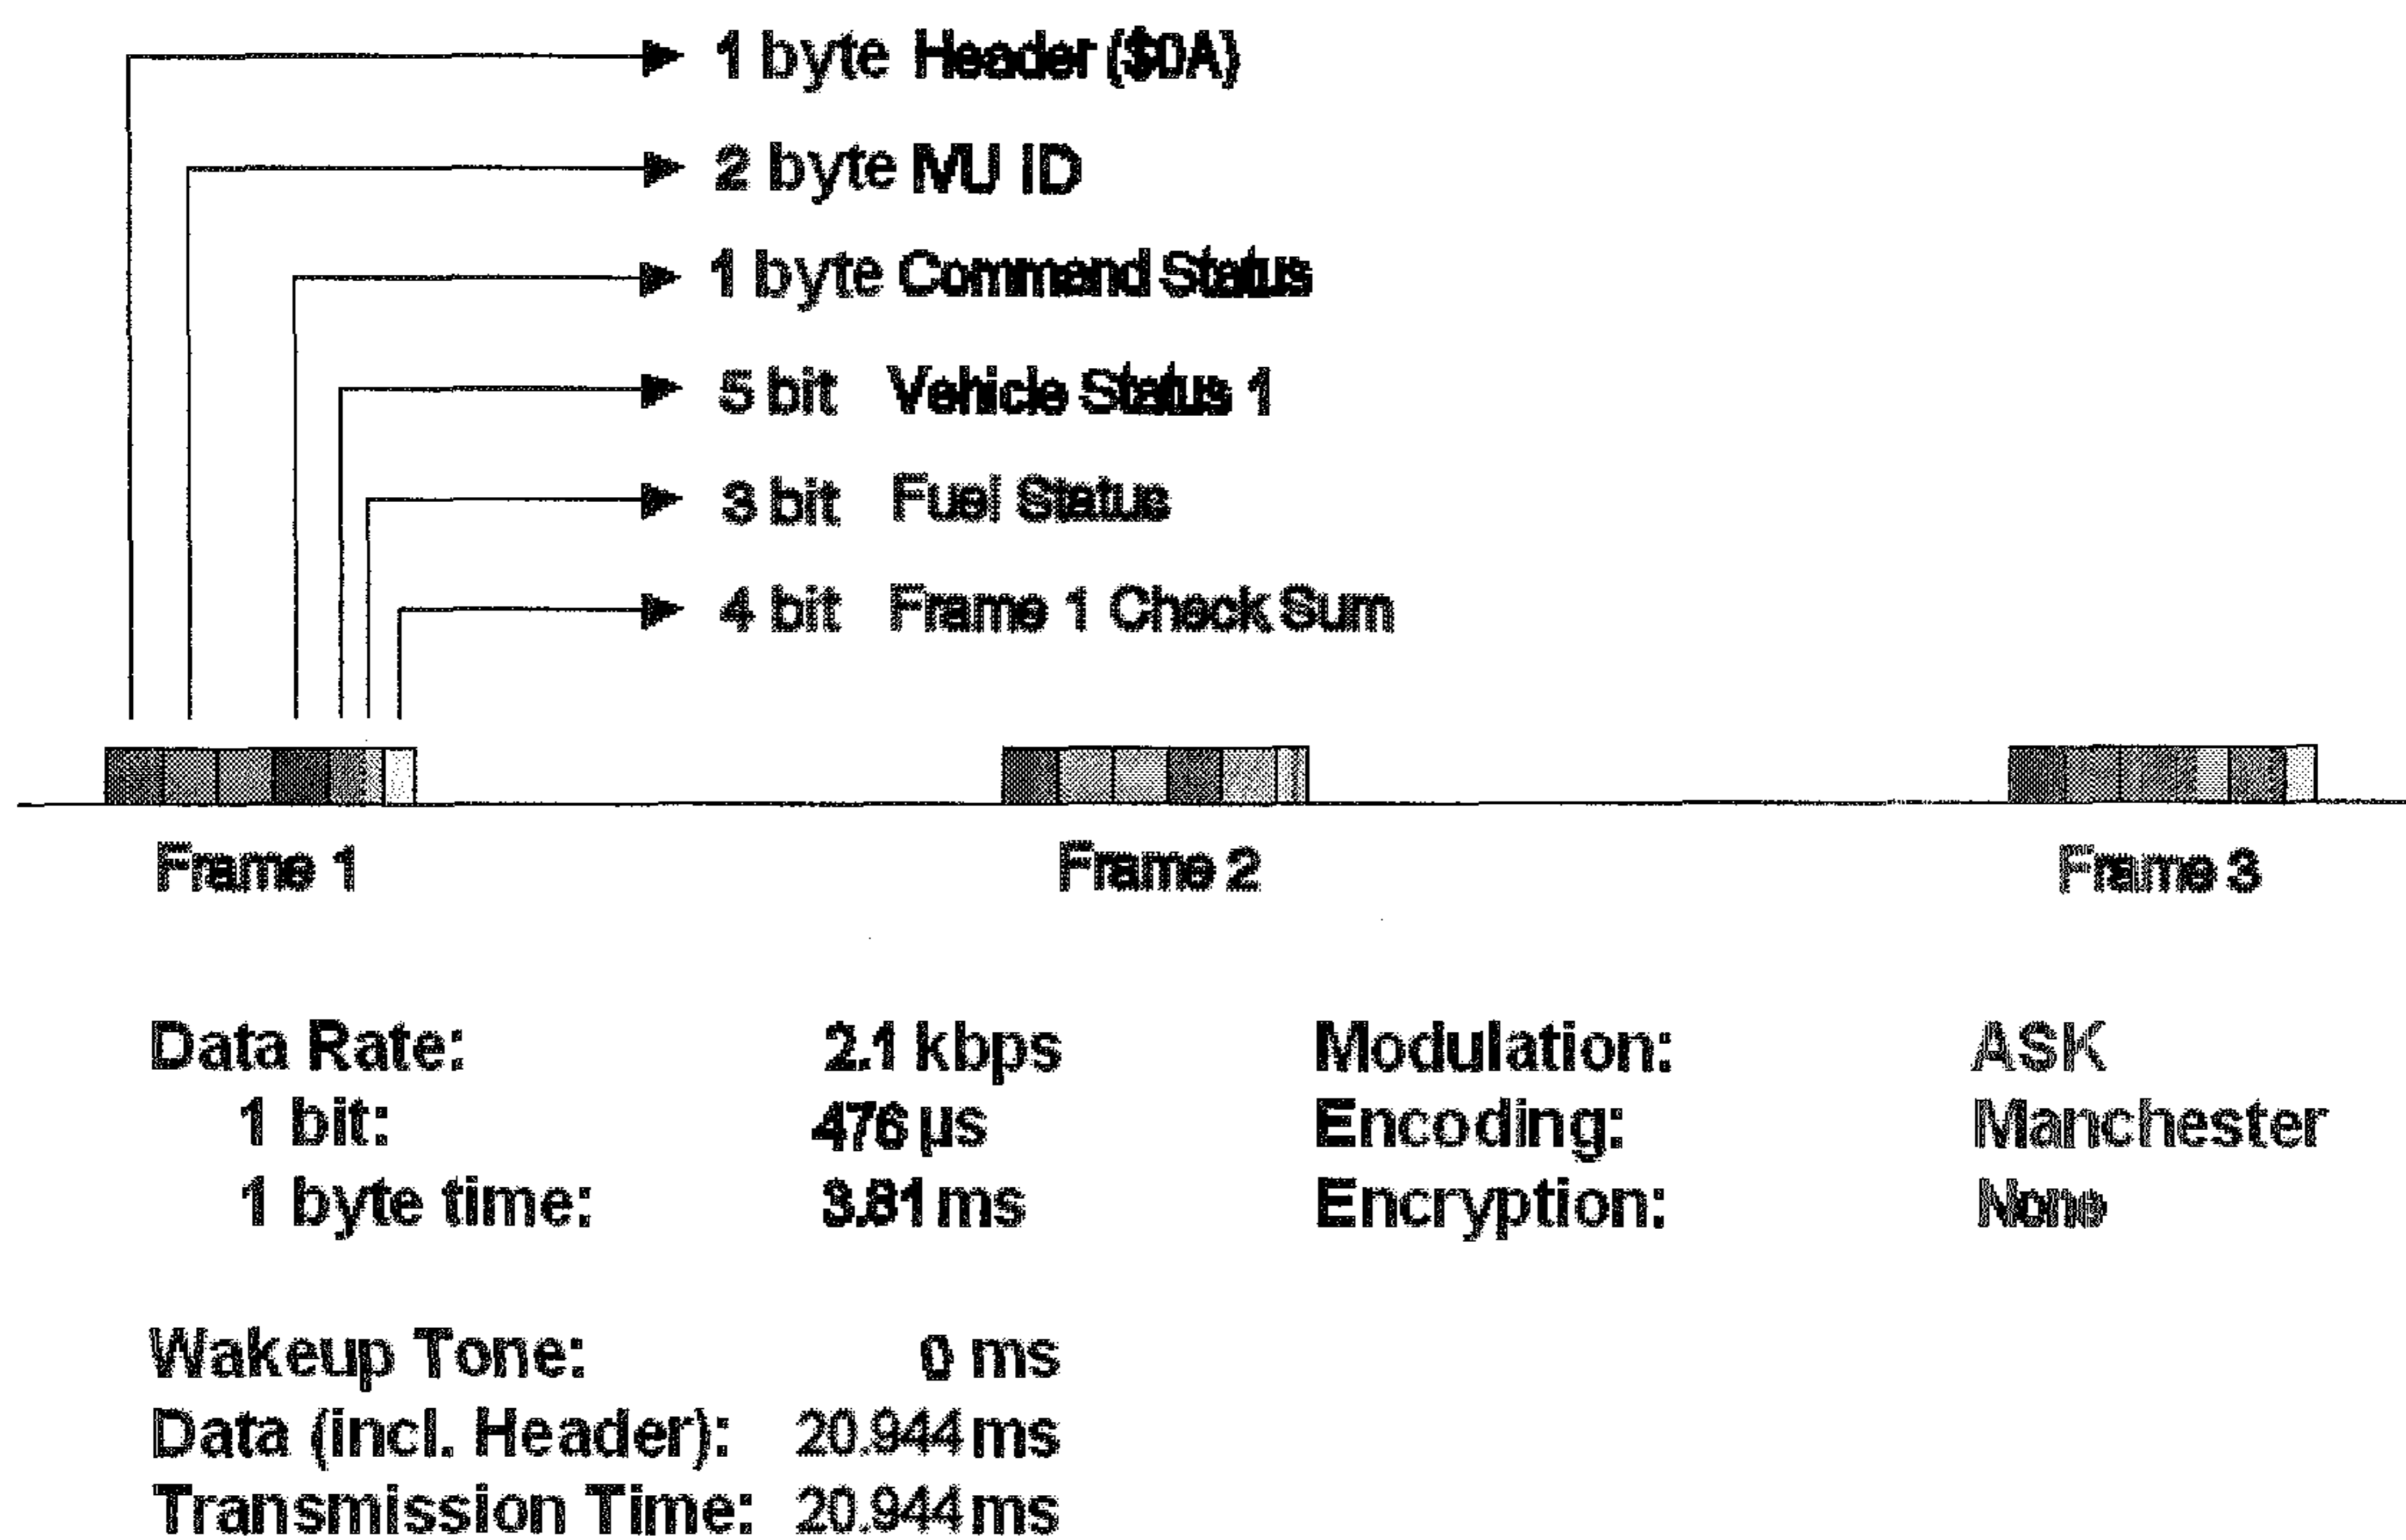 1 byte Header ($0A)
2 byte MU ID
1 byte Command Status
5 bit Vehicle Status 1
3 bit Fuel Status
4 bit Frame 1 Check Sum
Frame 1 Frame 2 Frame 3
Data Rate: 2.1 kbps Modulation: ASK
1 bit: 476 µs Encoding: Manchester
1 byte time: 3.81 ms Encryption: None
Wakeup Tone: 0 ms
Data (incl. Header): 20.944 ms
Transmission Time: 20.944 ms